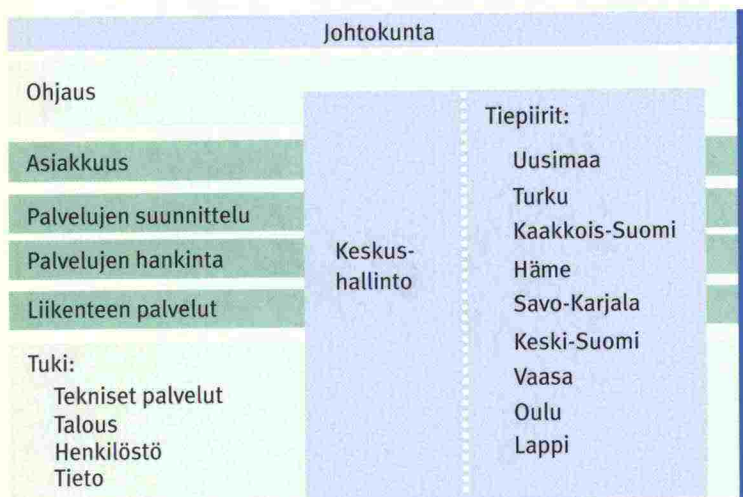 Johtokunta
Ohjaus
Asiakkuus
Palvelujen suunnittelu
Palvelujen hankinta
Liikenteen palvelut
Tuki:
Tekniset palvelut
Talous
Henkilöstö
Tieto
Keskus-
hallinto
Tiepiirit:
Uusimaa
Turku
Kaakkois-Suomi
Häme
Savo-Karjala
Keski-Suomi
Vaasa
Oulu
Lappi